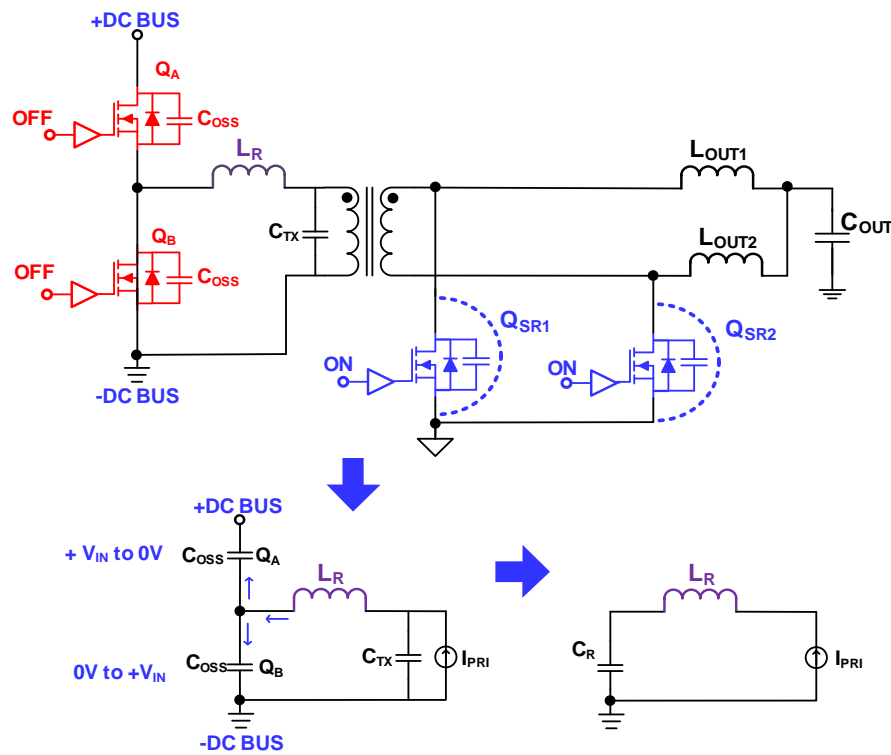 +DC BUS
QA
OFF
COSS
LR
LOUT1
CTX
COUT
QB
LOUT2
OFF
COSS
QSR1
QSR2
ON
ON
-DC BUS
+DC BUS
+ VIN to 0V
COSS QA
LR
LR
0V to +VIN
COSS QB
CTX
IPRI
CR
IPRI
-DC BUS